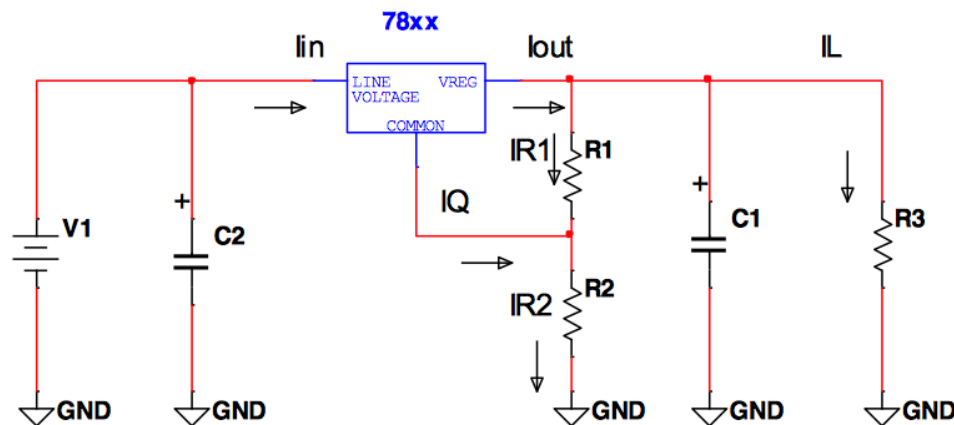 78xx
Iin
Iout
IL
LINE
VOLTAGE
VREG
COMMON
IR1
R1
IQ
+
V1
+
C2
C1
R3
IR2
R2
GND
GND
GND
GND
GND